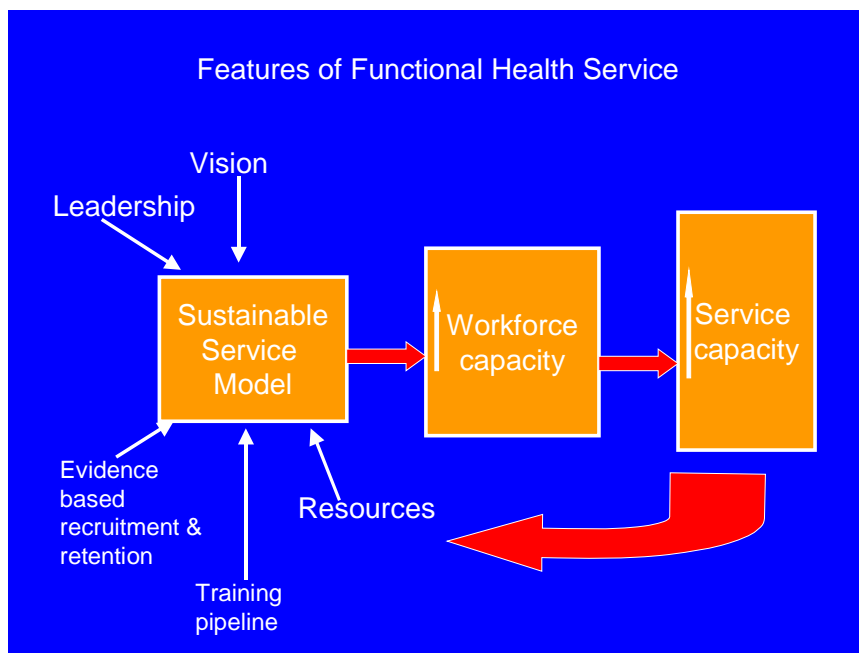 Features of Functional Health Service
Vision
Leadership
Sustainable
Service
Model
Workforce
capacity
Service
capacity
Evidence
based
recruitment &
retention
Resources
Training
pipeline